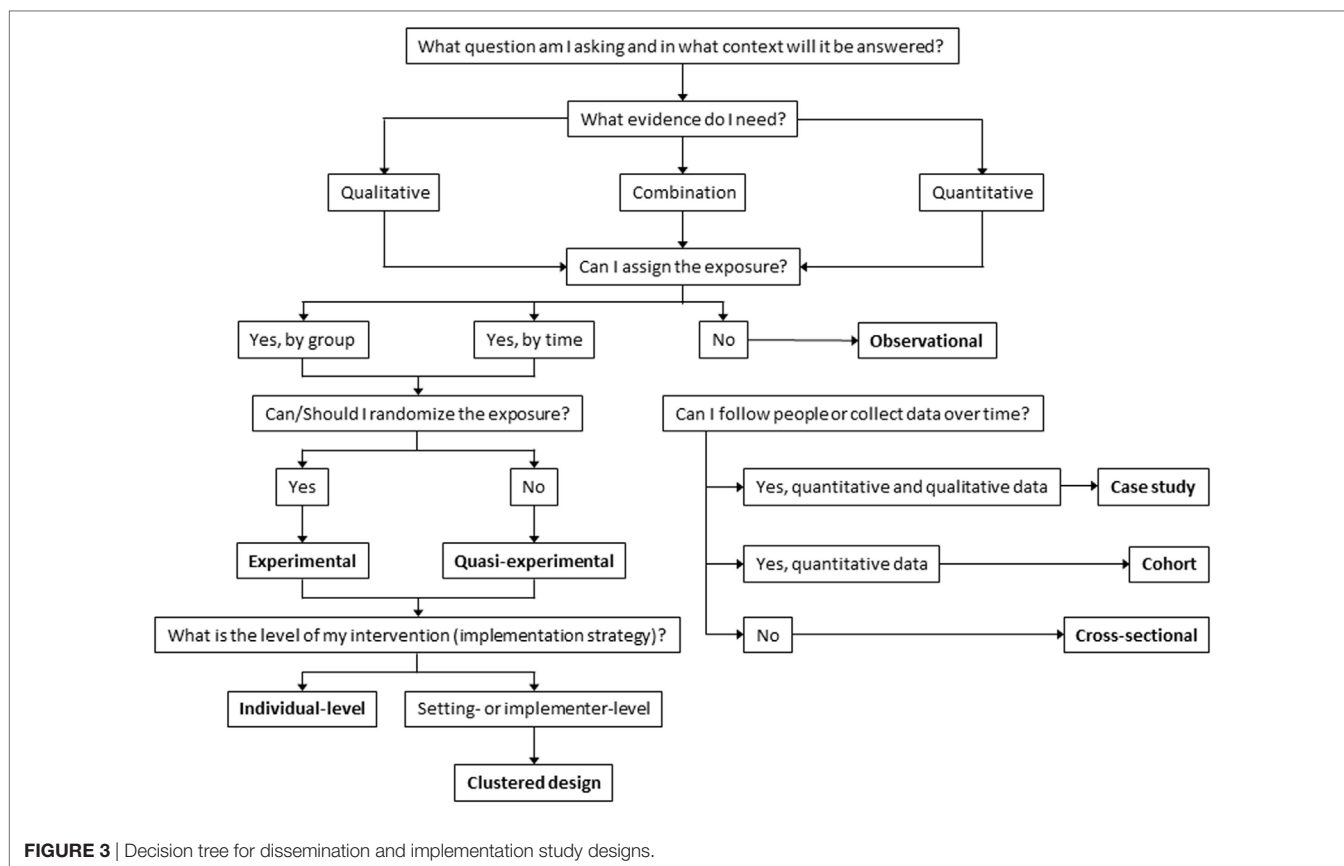 What question am I asking and in what context will it be answered?
What evidence do I need?
Qualitative
Combination
Quantitative
Can I assign the exposure?
Yes, by group
Yes, by time
No
Observational
Can/Should I randomize the exposure?
Yes
No
Experimental
Quasi-experimental
What is the level of my intervention (implementation strategy)?
Individual-level
Setting- or implementer-level
Clustered design
Can I follow people or collect data over time?
Yes, quantitative and qualitative data
Case study
Yes, quantitative data
Cohort
No
Cross-sectional
FIGURE 3 | Decision tree for dissemination and implementation study designs.